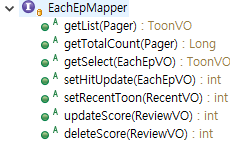 EachEpMapper
getList(Pager) : ToonVO
getTotalCount(Pager) : Long
getSelect(EachEpVO) : ToonVO
setHitUpdate(EachEpVO) : int
setRecentToon(RecentVO) : int
updateScore(ReviewVO) : int
deleteScore(ReviewVO) : int